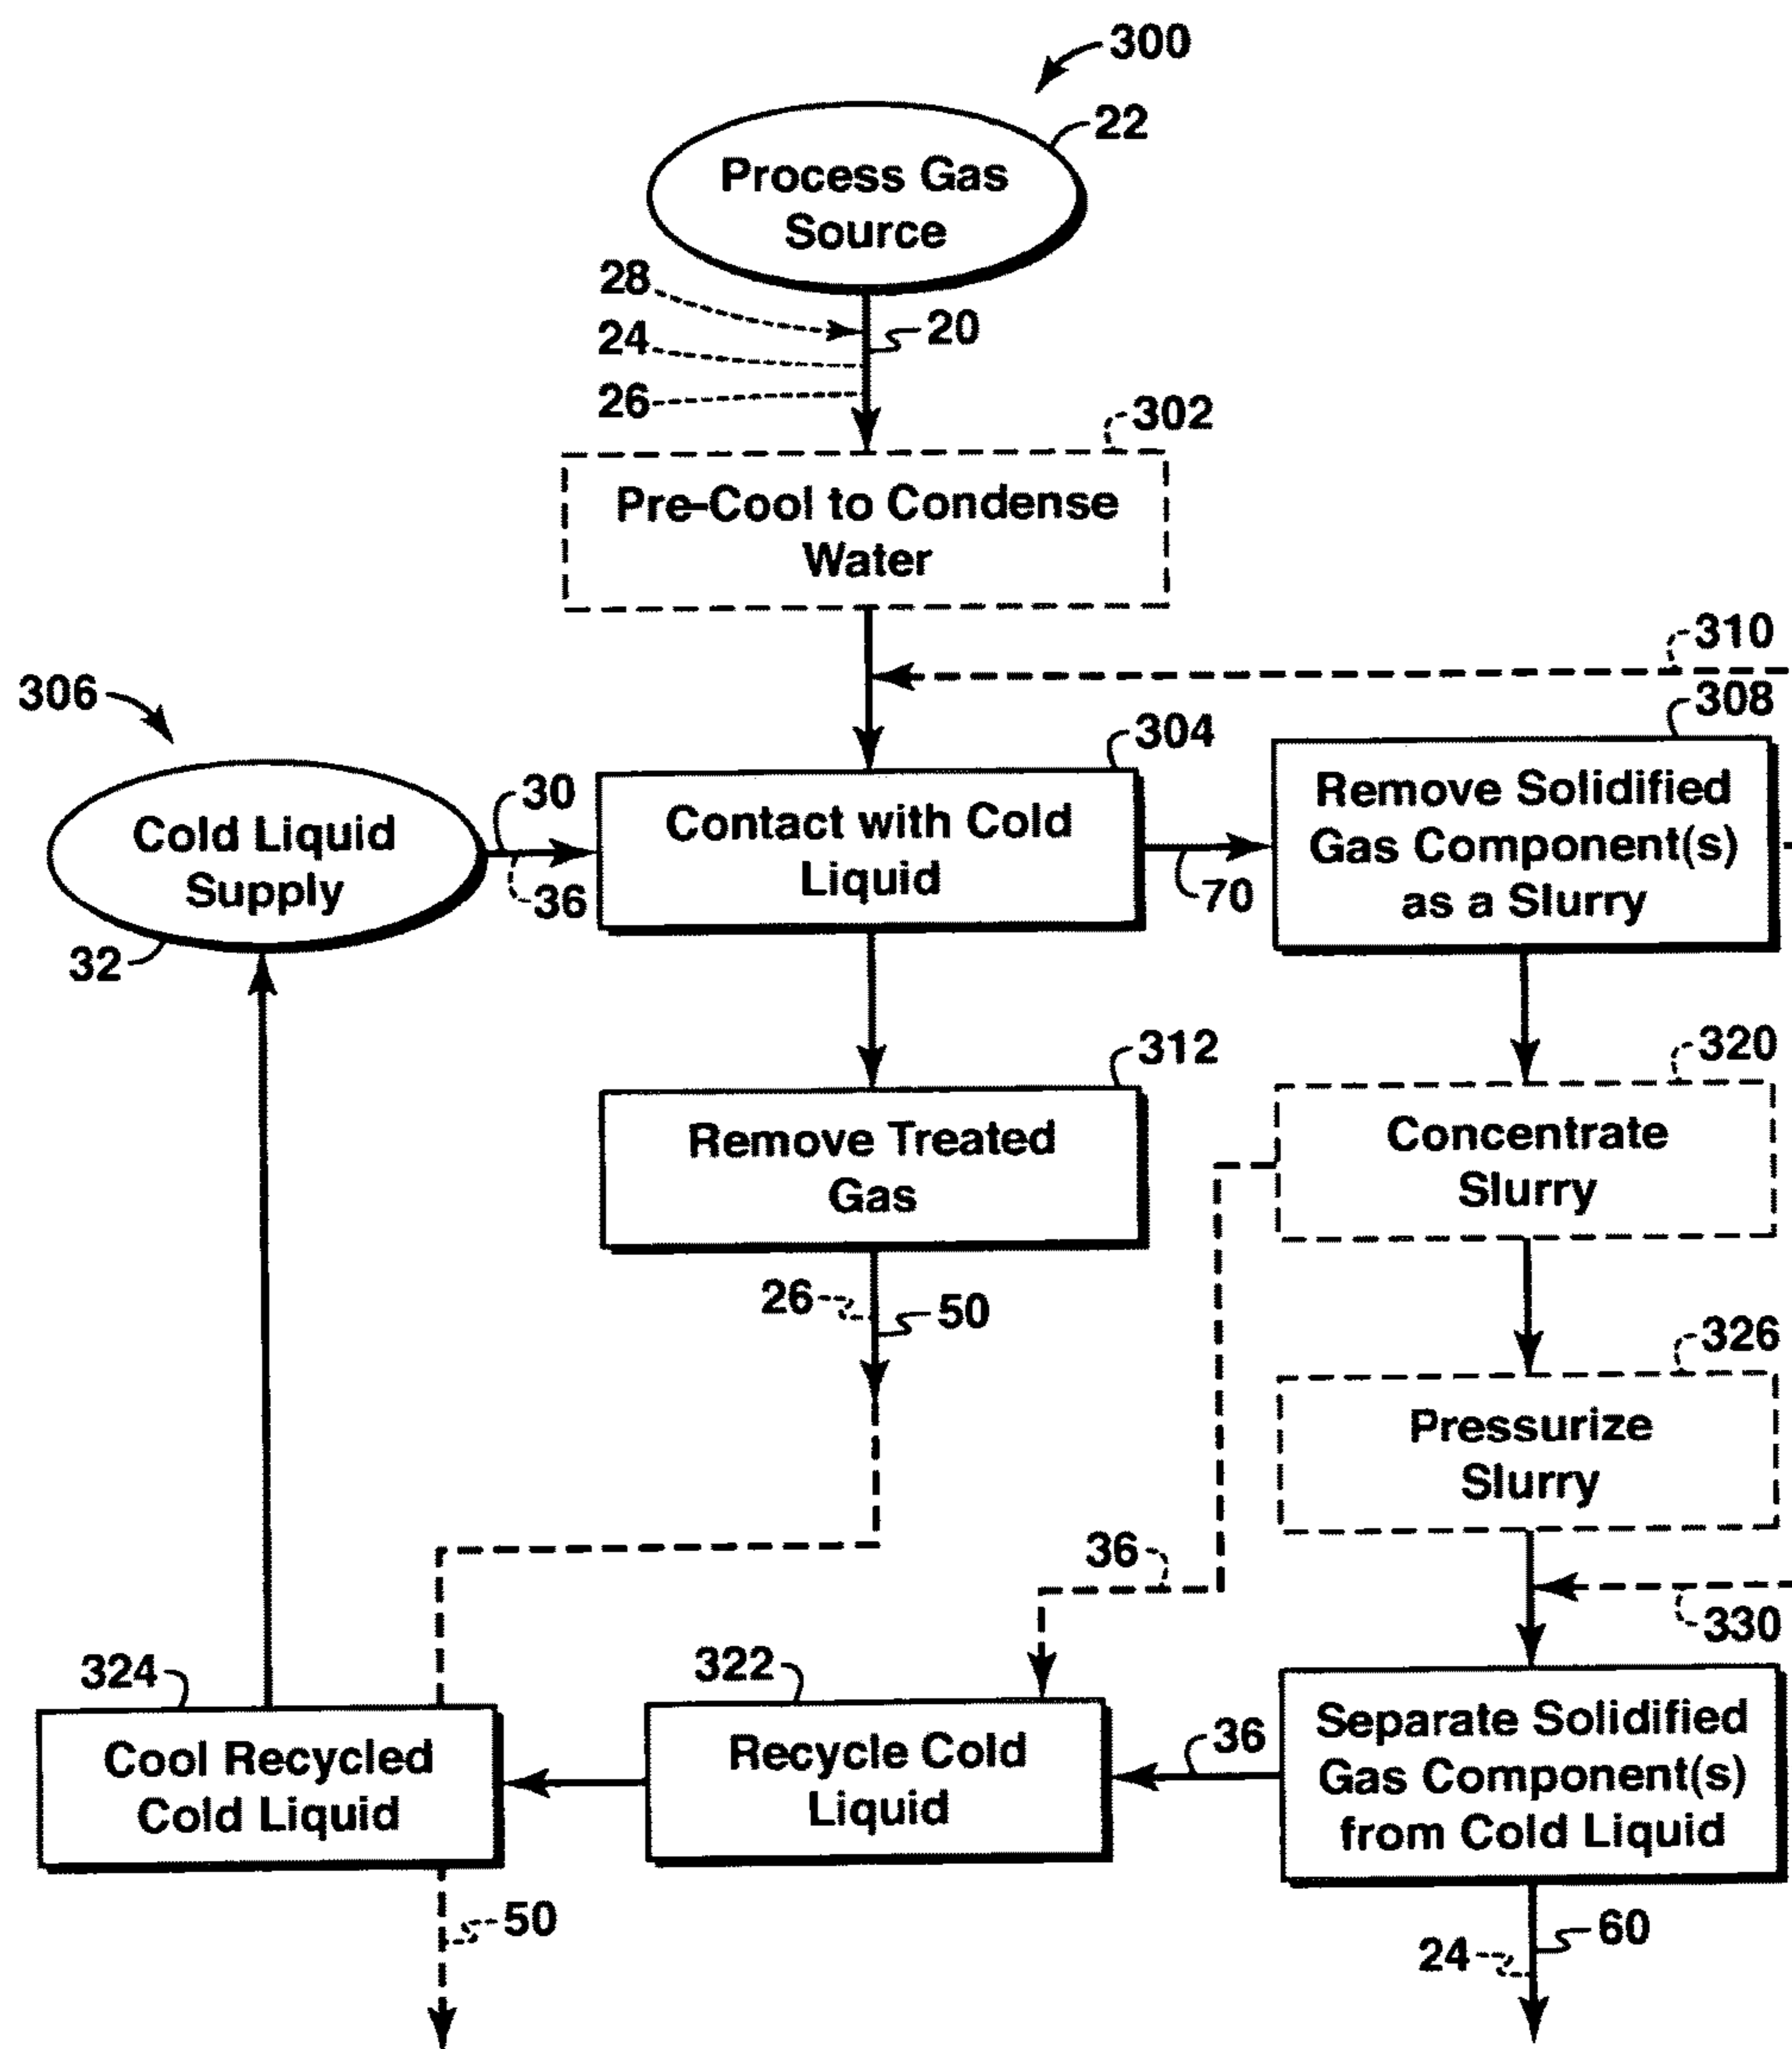 300
22
Process Gas
Source
28
20
24
26
302
Pre-Cool to Condense
Water
310
306
304
308
30
Cold Liquid
Supply
36
32
Contact with Cold
Liquid
70
Remove Solidified
Gas Component(s)
as a Slurry
312
320
Remove Treated
Gas
Concentrate
Slurry
26
50
326
Pressurize
Slurry
36
330
324
322
Cool Recycled
Cold Liquid
Recycle Cold
Liquid
36
Separate Solidified
Gas Component(s)
from Cold Liquid
50
60
24